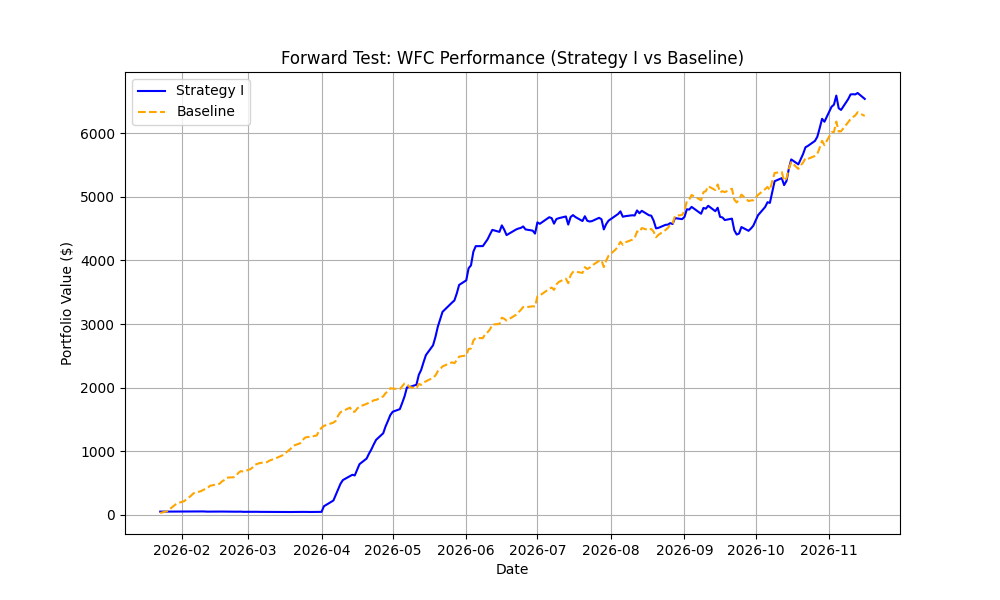 Forward Test: WFC Performance (Strategy I vs Baseline)
Strategy I
Baseline
Portfolio Value ($)
6000
5000
4000
3000
2000
1000
0
2026-02 2026-03 2026-04 2026-05 2026-06 2026-07 2026-08 2026-09 2026-10 2026-11
Date